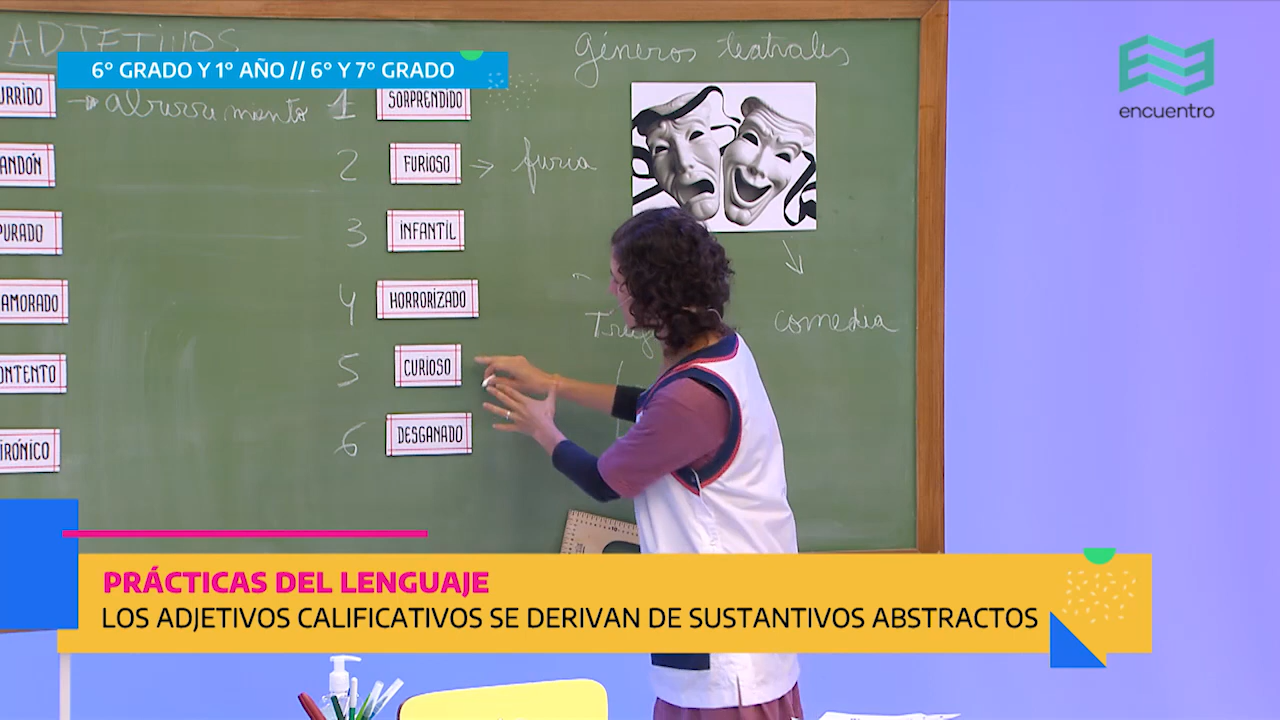 ADJETIVOS
6° GRADO Y 1° AÑO // 6° Y 7° GRADO
Géneros teatrales
encuentro
URRIDO → aburrimiento
1 SORPRENDIDO
ANDÓN
2 FURIOSO → furia
PURADO
3 INFANTIL
AMORADO
4 HORRORIZADO
comedia
ONTENTO
5 CURIOSO
IRÓNICO
6 DESGANADO
PRÁCTICAS DEL LENGUAJE
LOS ADJETIVOS CALIFICATIVOS SE DERIVAN DE SUSTANTIVOS ABSTRACTOS